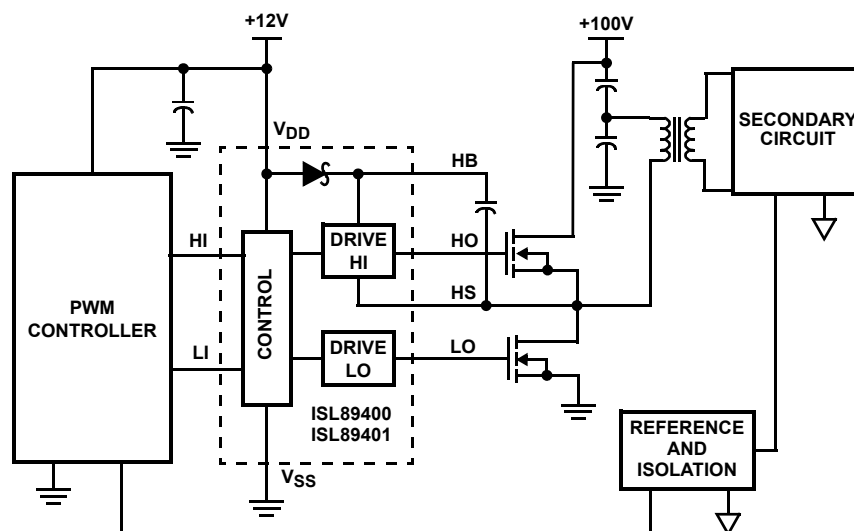 +12V
+100V
SECONDARY
CIRCUIT
VDD
HB
DRIVE
HI
HI
HO
HS
CONTROL
PWM
CONTROLLER
LI
DRIVE
LO
LO
ISL89400
ISL89401
REFERENCE
AND
ISOLATION
VSS